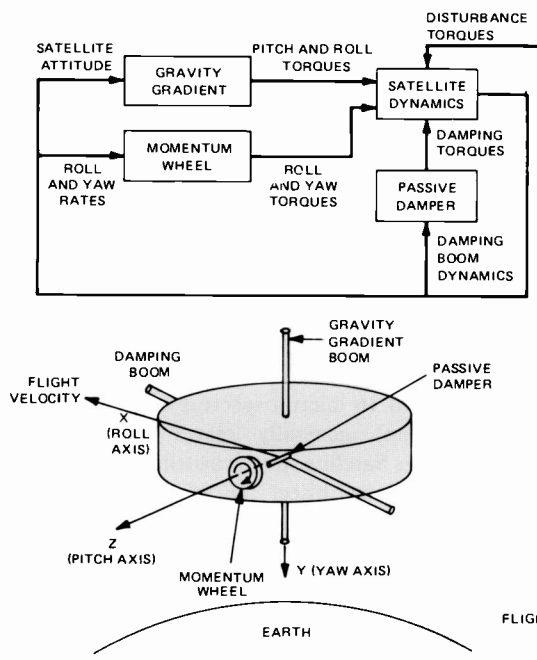 DISTURBANCE
TORQUES
SATELLITE
ATTITUDE
PITCH AND ROLL
TORQUES
GRAVITY
GRADIENT
SATELLITE
DYNAMICS
MOMENTUM
WHEEL
DAMPING
TORQUES
ROLL
AND YAW
RATES
ROLL
AND YAW
TORQUES
PASSIVE
DAMPER
DAMPING
BOOM
DYNAMICS
GRAVITY
GRADIENT
BOOM
DAMPING
BOOM
PASSIVE
DAMPER
FLIGHT
VELOCITY
X
(ROLL
AXIS)
Z
(PITCH AXIS)
MOMENTUM
WHEEL
Y (YAW AXIS)
EARTH
FLIGH